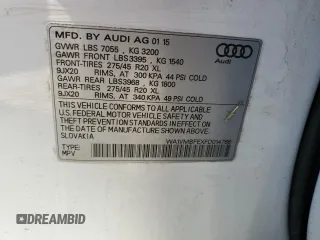 MFD. BY AUDI AG 01 15
GVWR LBS 7055 , KG 3200
GAWR FRONT LBS3395 , KG 1540
FRONT-TIRES 275/45 R20 XL
9JX20 RIMS, AT 300 KPA 44 PSI COLD
GAWR REAR LBS3968 , KG 1800
REAR-TIRES 275/45 R20 XL
9JX20 RIMS, AT 340 KPA 49 PSI COLD
THIS VEHICLE CONFORMS TO ALL APPLICABLE
U.S. FEDERAL MOTOR VEHICLE SAFETY AND
THEFT PREVENTION STANDARDS IN EFFECT ON
THE DATE OF MANUFACTURE SHOWN ABOVE.
SLOVAKIA
TYPE:
MPV
Audi
DREAMBID
DREAMBID.COM